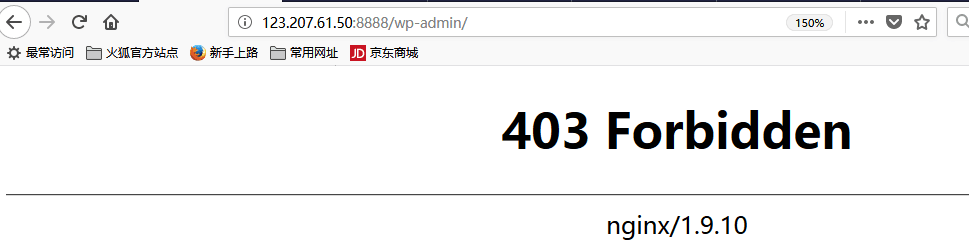 123.207.61.50:8888/wp-admin/ 150%
最常访问 火狐官方站点 新手上路 常用网址 JD 京东商城
403 Forbidden
nginx/1.9.10